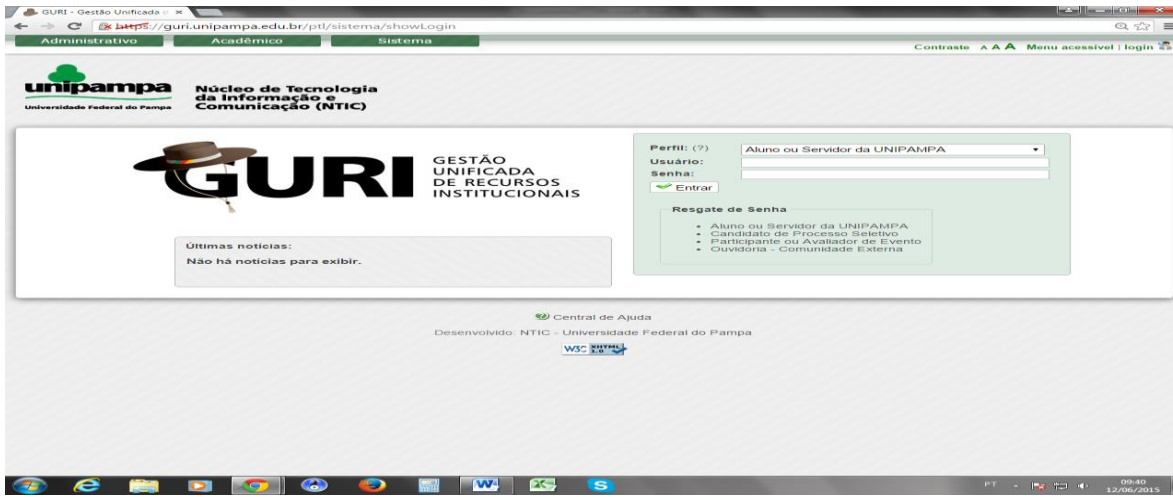 GURI - Gestão Unificada d
https://guri.unipampa.edu.br/ptl/sistema/showLogin
Administrativo Acadêmico Sistema
Contraste A A A Menu acessível | login
unipampa
Universidade Federal do Pampa
Núcleo de Tecnologia
da Informação e
Comunicação (NTIC)
GURI
GESTÃO
UNIFICADA
DE RECURSOS
INSTITUCIONAIS
Últimas notícias:
Não há notícias para exibir.
Perfil: (?) Aluno ou Servidor da UNIPAMPA
Usuário:
Senha:
Entrar
Resgate de Senha
Aluno ou Servidor da UNIPAMPA
Candidato de Processo Seletivo
Participante ou Avaliador de Evento
Ouvidoria - Comunidade Externa
Central de Ajuda
Desenvolvido: NTIC - Universidade Federal do Pampa
W3C XHTML 1.0
PT
09:40
12/06/2015